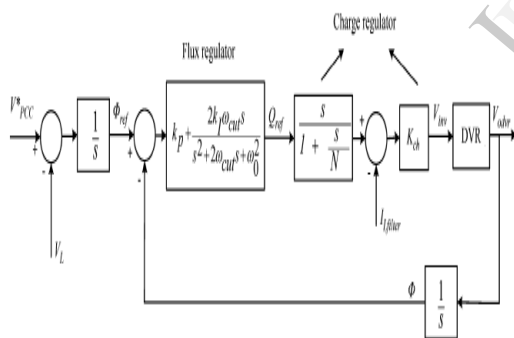 Charge regulator
Flux regulator
V*PCC
+
-
VL
1/s
Φref
+
-
kp + 2kIωcuts / s²+2ωcuts+ω0²
Qref
s / 1 + s/N
+
-
ILfilter
Kch
Vinv
DVR
Vodvr
Φ
1/s